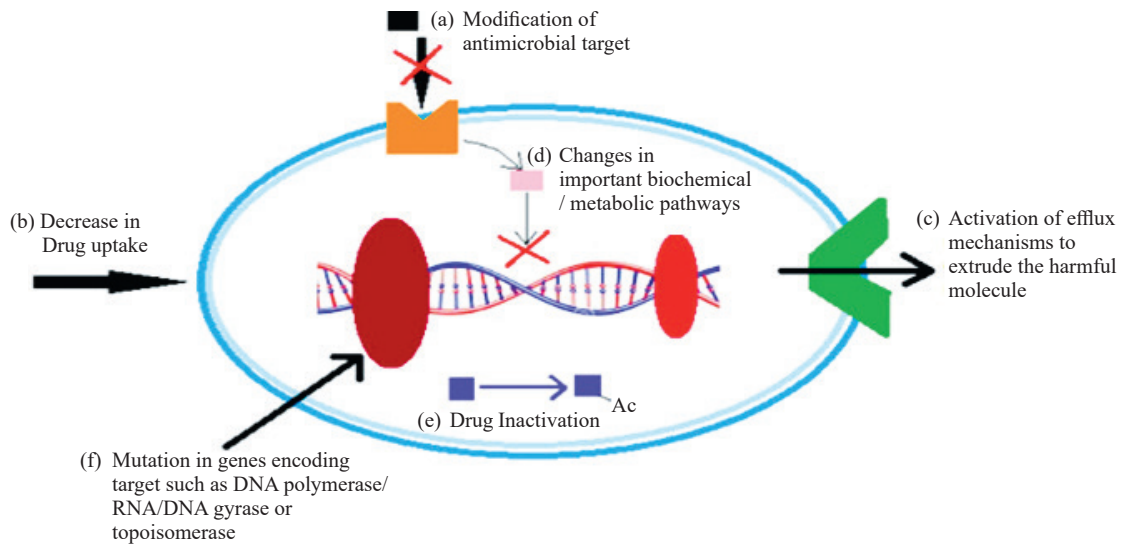 (a) Modification of
antimicrobial target
(d) Changes in
important biochemical
/ metabolic pathways
(b) Decrease in
Drug uptake
(c) Activation of efflux
mechanisms to
extrude the harmful
molecule
Ac
(e) Drug Inactivation
(f) Mutation in genes encoding
target such as DNA polymerase/
RNA/DNA gyrase or
topoisomerase